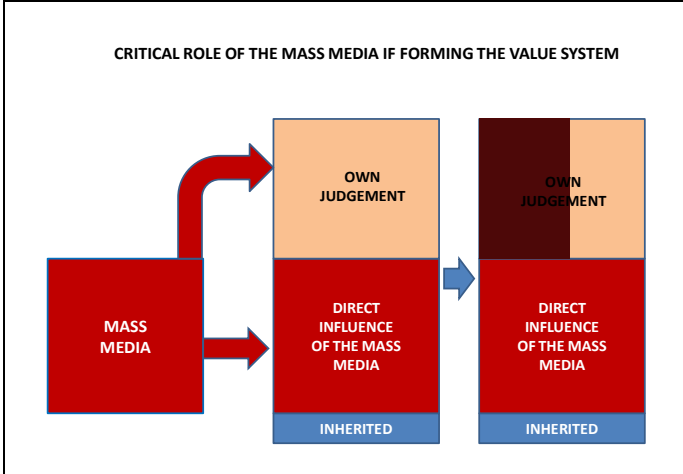 CRITICAL ROLE OF THE MASS MEDIA IF FORMING THE VALUE SYSTEM
MASS
MEDIA
OWN
JUDGEMENT
DIRECT
INFLUENCE
OF THE MASS
MEDIA
INHERITED
OWN
JUDGEMENT
DIRECT
INFLUENCE
OF THE MASS
MEDIA
INHERITED